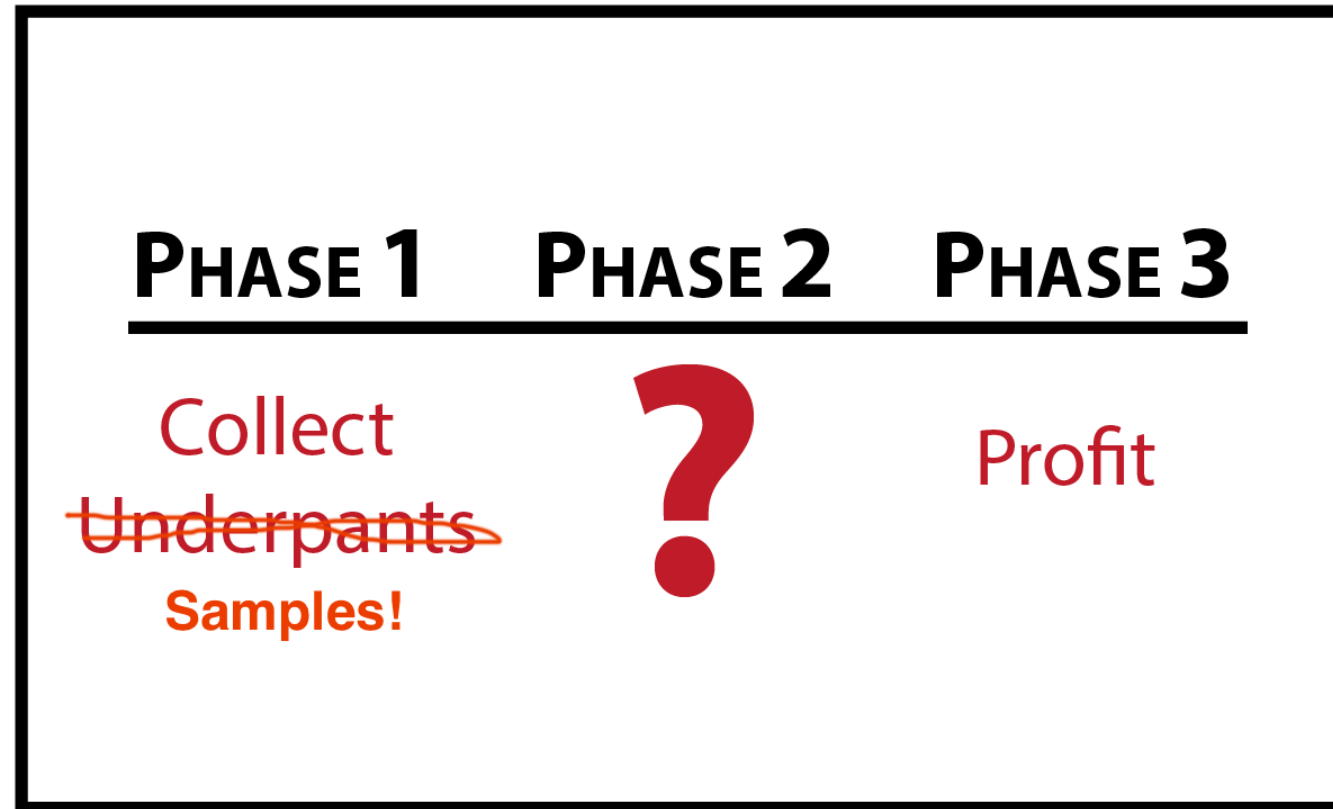 PHASE 1 PHASE 2 PHASE 3
Collect
Underpants
Samples!
?
Profit